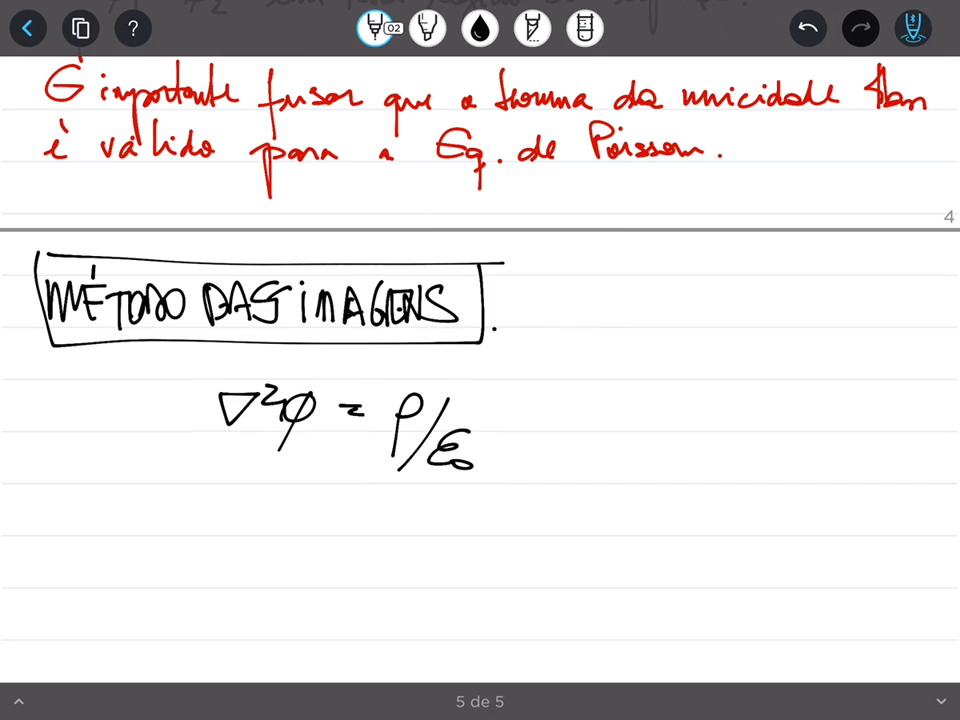 02
É importante frisar que o teorema da unicidade tbm
é válido para a Eq. de Poisson.
4
MÉTODO DAS IMAGENS.
∇²φ = ρ/ε₀
5 de 5